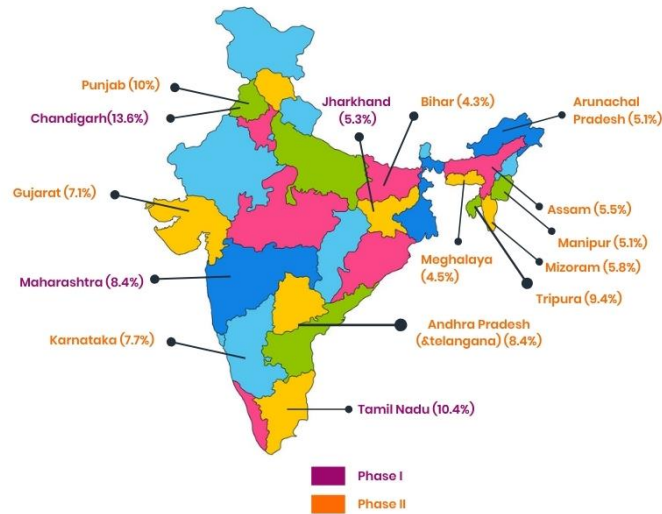 Punjab (10%)
Chandigarh(13.6%)
Jharkhand
(5.3%)
Bihar (4.3%)
Arunachal
Pradesh (5.1%)
Gujarat (7.1%)
Assam (5.5%)
Manipur (5.1%)
Meghalaya
(4.5%)
Mizoram (5.8%)
Tripura (9.4%)
Maharashtra (8.4%)
Karnataka (7.7%)
Andhra Pradesh
(&telangana) (8.4%)
Tamil Nadu (10.4%)
Phase I
Phase II